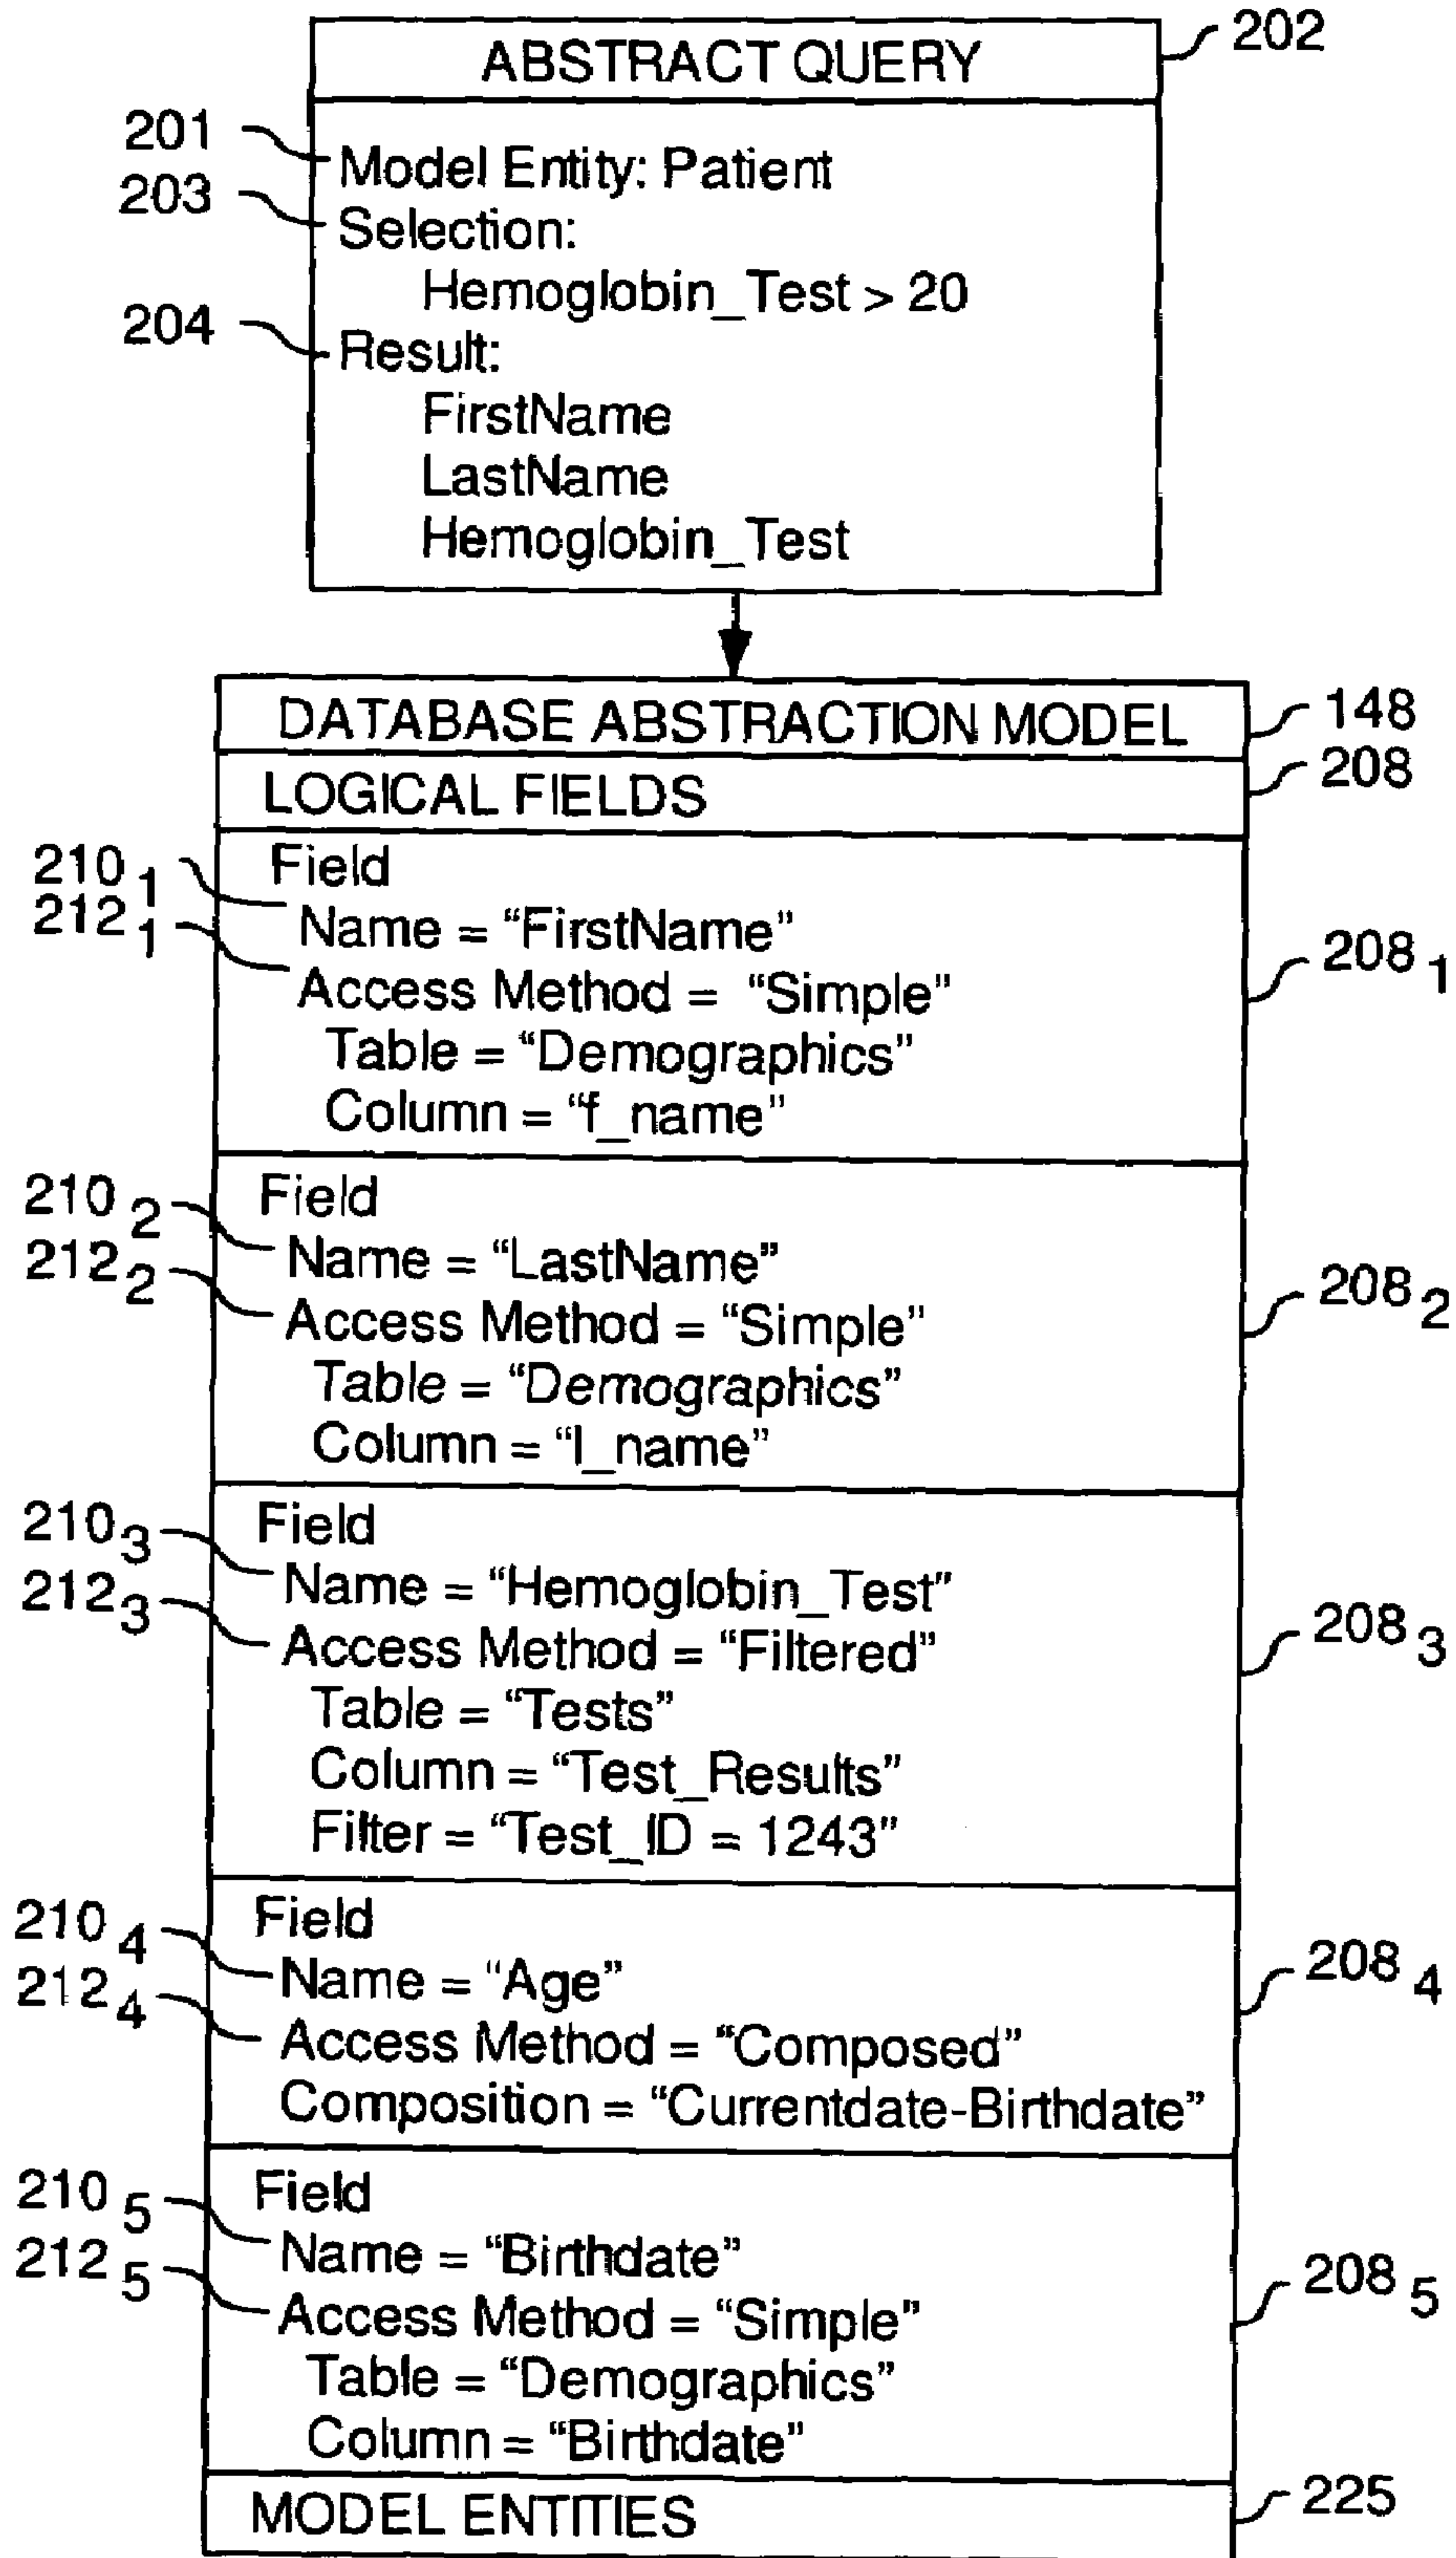 ABSTRACT QUERY
202
201
Model Entity: Patient
203
Selection:
Hemoglobin_Test > 20
204
Result:
FirstName
LastName
Hemoglobin_Test
DATABASE ABSTRACTION MODEL
148
LOGICAL FIELDS
208
Field
210 1
Name = “FirstName”
212 1
Access Method = “Simple”
208 1
Table = “Demographics”
Column = “f_name”
Field
210 2
Name = “LastName”
212 2
Access Method = “Simple”
208 2
Table = “Demographics”
Column = “l_name”
Field
210 3
Name = “Hemoglobin_Test”
212 3
Access Method = “Filtered”
208 3
Table = “Tests”
Column = “Test_Results”
Filter = “Test_ID = 1243”
Field
210 4
Name = “Age”
212 4
Access Method = “Composed”
208 4
Composition = “Currentdate-Birthdate”
Field
210 5
Name = “Birthdate”
212 5
Access Method = “Simple”
208 5
Table = “Demographics”
Column = “Birthdate”
MODEL ENTITIES
225